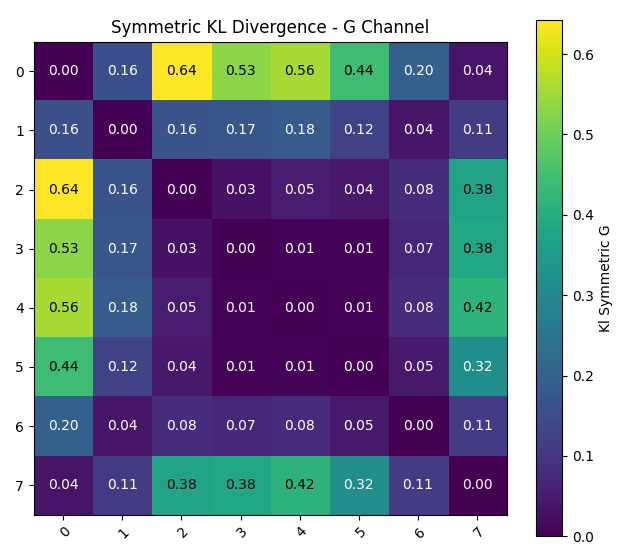 Symmetric KL Divergence - G Channel
0 0.00 0.16 0.64 0.53 0.56 0.44 0.20 0.04
1 0.16 0.00 0.16 0.17 0.18 0.12 0.04 0.11
2 0.64 0.16 0.00 0.03 0.05 0.04 0.08 0.38
3 0.53 0.17 0.03 0.00 0.01 0.01 0.07 0.38
4 0.56 0.18 0.05 0.01 0.00 0.01 0.08 0.42
5 0.44 0.12 0.04 0.01 0.01 0.00 0.05 0.32
6 0.20 0.04 0.08 0.07 0.08 0.05 0.00 0.11
7 0.04 0.11 0.38 0.38 0.42 0.32 0.11 0.00
0 1 2 3 4 5 6 7
0.6
0.5
0.4
0.3
0.2
0.1
0.0
Kl Symmetric G